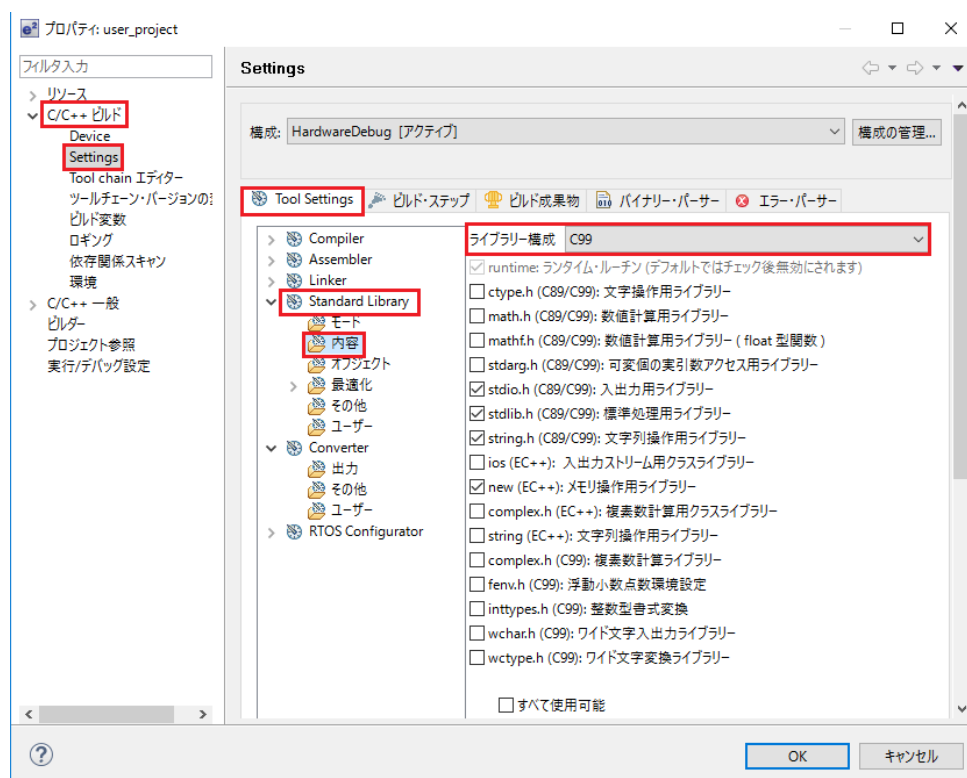 e² プロパティ: user_project
フィルタ入力
リソース
C/C++ ビルド
Device
Settings
Tool chain エディター
ツールチェーン・バージョンの
ビルド変数
ロギング
依存関係スキャン
環境
C/C++ 一般
ビルダー
プロジェクト参照
実行/デバッグ設定
Settings
構成: HardwareDebug [アクティブ]
構成の管理...
Tool Settings ビルド・ステップ ビルド成果物 バイナリー・パーサー エラー・パーサー
Compiler
Assembler
Linker
Standard Library
モード
内容
オブジェクト
最適化
その他
ユーザー
Converter
出力
その他
ユーザー
RTOS Configurator
ライブラリー構成 C99
runtime: ランタイム・ルーチン (デフォルトではチェック後無効にされます)
ctype.h (C89/C99): 文字操作用ライブラリー
math.h (C89/C99): 数値計算用ライブラリー
mathf.h (C89/C99): 数値計算用ライブラリー ( float 型関数 )
stdarg.h (C89/C99): 可変個の実引数アクセス用ライブラリー
stdio.h (C89/C99): 入出力用ライブラリー
stdlib.h (C89/C99): 標準処理用ライブラリー
string.h (C89/C99): 文字列操作用ライブラリー
ios (EC++): 入出力ストリーム用クラスライブラリー
new (EC++): メモリ操作用ライブラリー
complex.h (EC++): 複素数計算用クラスライブラリー
string (EC++): 文字列操作用ライブラリー
complex.h (C99): 複素数計算ライブラリー
fenv.h (C99): 浮動小数点数環境設定
inttypes.h (C99): 整数型書式変換
wchar.h (C99): ワイド文字入出力ライブラリー
wctype.h (C99): ワイド文字変換ライブラリー
すべて使用可能
OK
キャンセル